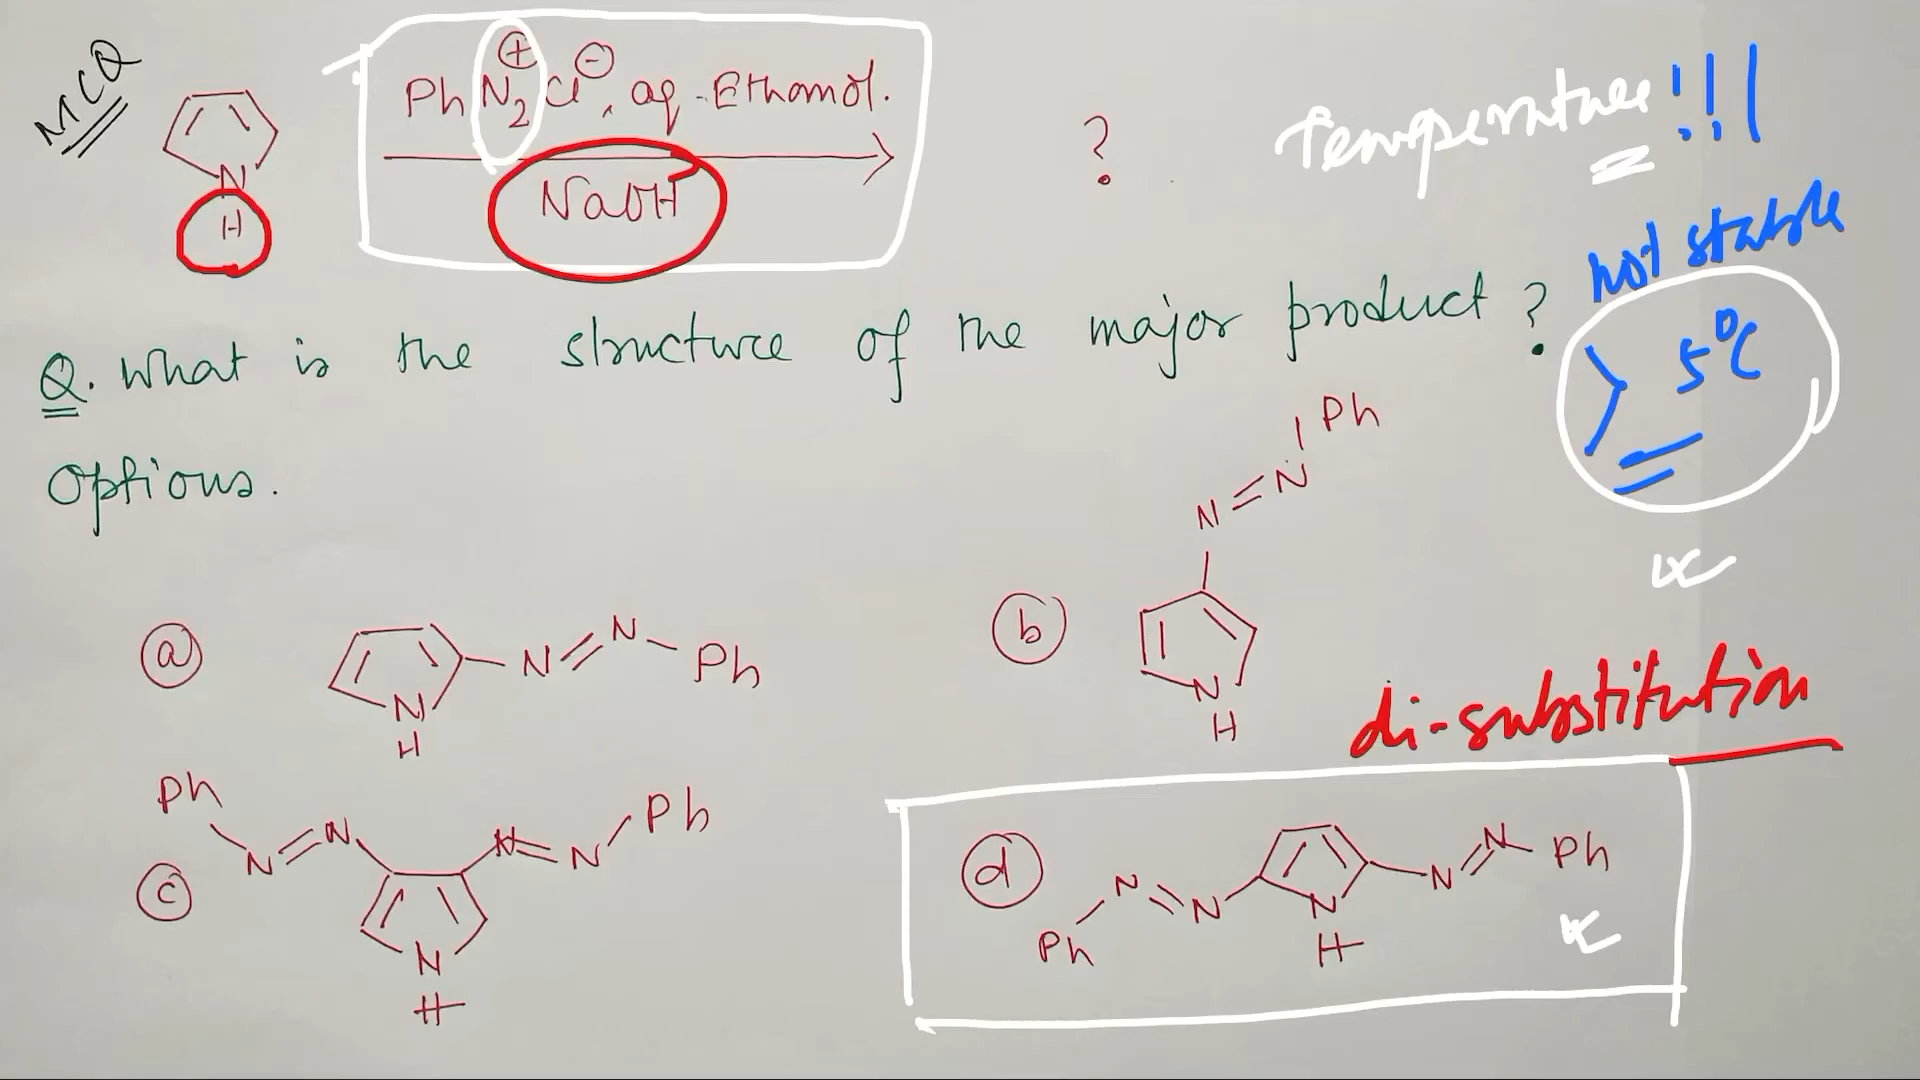 MCQ
PhN2⊕Cl⊖, aq. Ethanol.
NaOH
?
N
H
Temperature !!!
not stable
> 5°C
Q. What is the structure of the major product ?
Options.
(a)
N=N-Ph
N
H
(b)
Ph
N=N
N
H
di-substitution
(c)
Ph
N=N
N=N
Ph
N
H
(d)
Ph
N=N
N
H
N=N
Ph